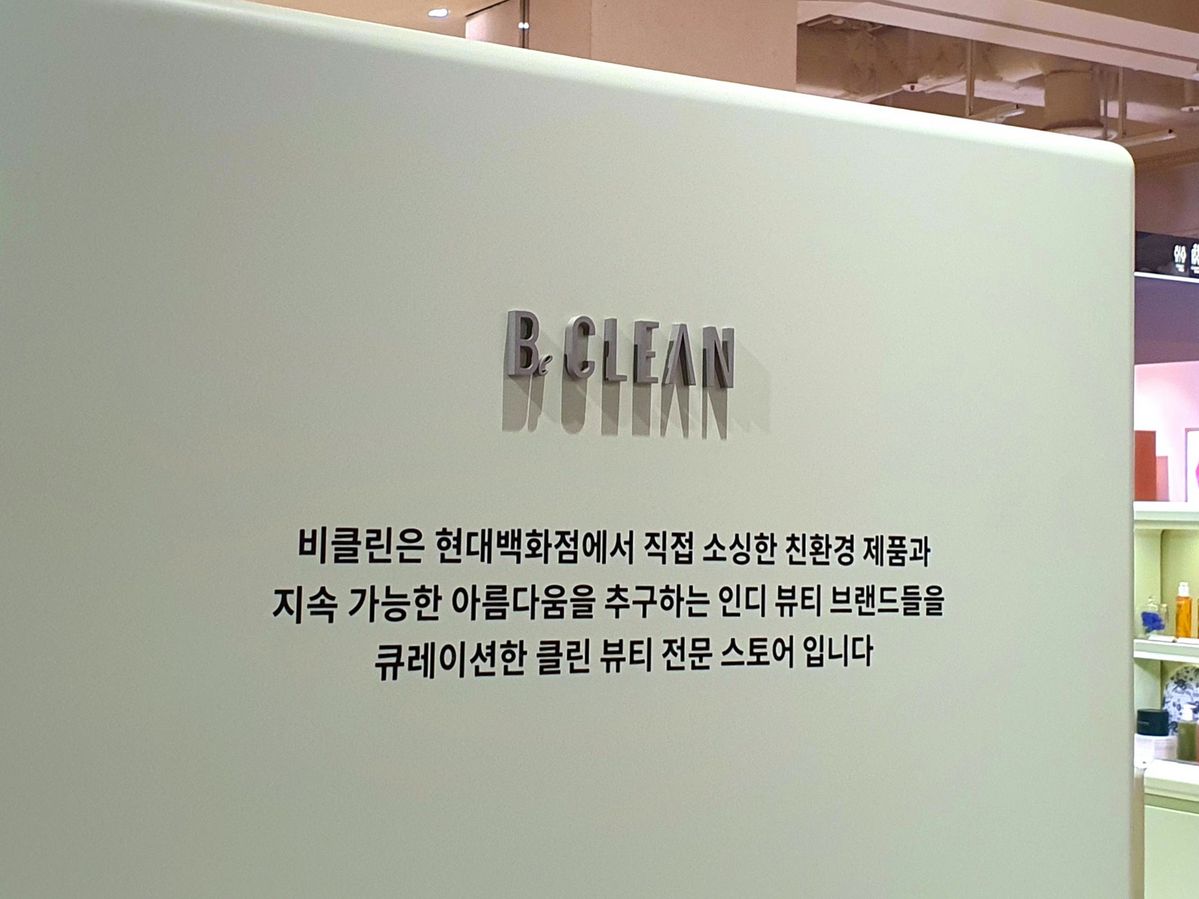 Be CLEAN
비클린은 현대백화점에서 직접 소싱한 친환경 제품과
지속 가능한 아름다움을 추구하는 인디 뷰티 브랜드들을
큐레이션한 클린 뷰티 전문 스토어 입니다